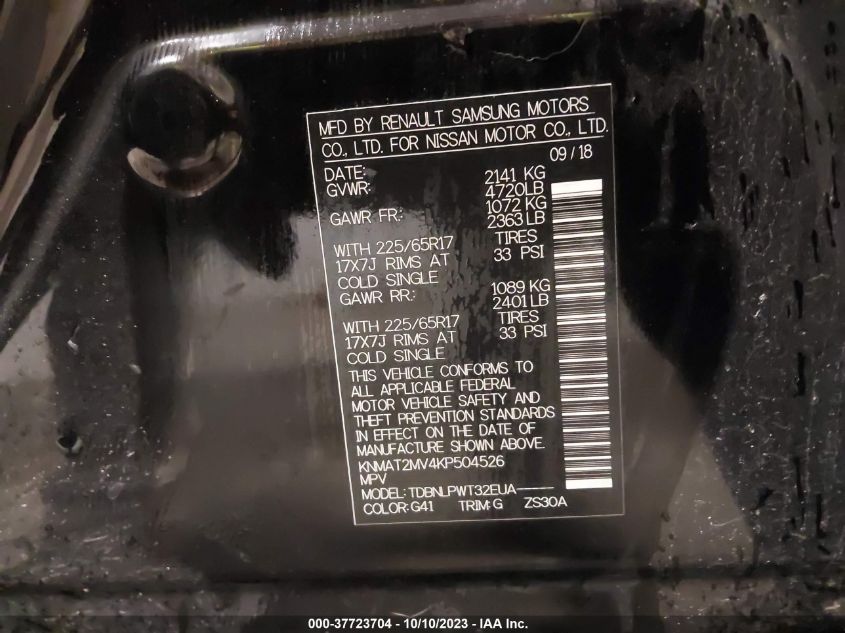 MFD BY RENAULT SAMSUNG MOTORS
CO., LTD. FOR NISSAN MOTOR CO., LTD.
DATE: 09/18
GVWR: 2141 KG
4720LB
GAWR FR: 1072 KG
2363LB
WITH 225/65R17 TIRES
17X7J RIMS AT 33 PSI
COLD SINGLE
GAWR RR: 1089 KG
2401LB
WITH 225/65R17 TIRES
17X7J RIMS AT 33 PSI
COLD SINGLE
THIS VEHICLE CONFORMS TO
ALL APPLICABLE FEDERAL
MOTOR VEHICLE SAFETY AND
THEFT PREVENTION STANDARDS
IN EFFECT ON THE DATE OF
MANUFACTURE SHOWN ABOVE.
KNMAT2MV4KP504526
MPV
MODEL: TDBNLPWT32EUA-----
COLOR: G41 TRIM: G ZS30A
000-37723704 - 10/10/2023 - IAA Inc.